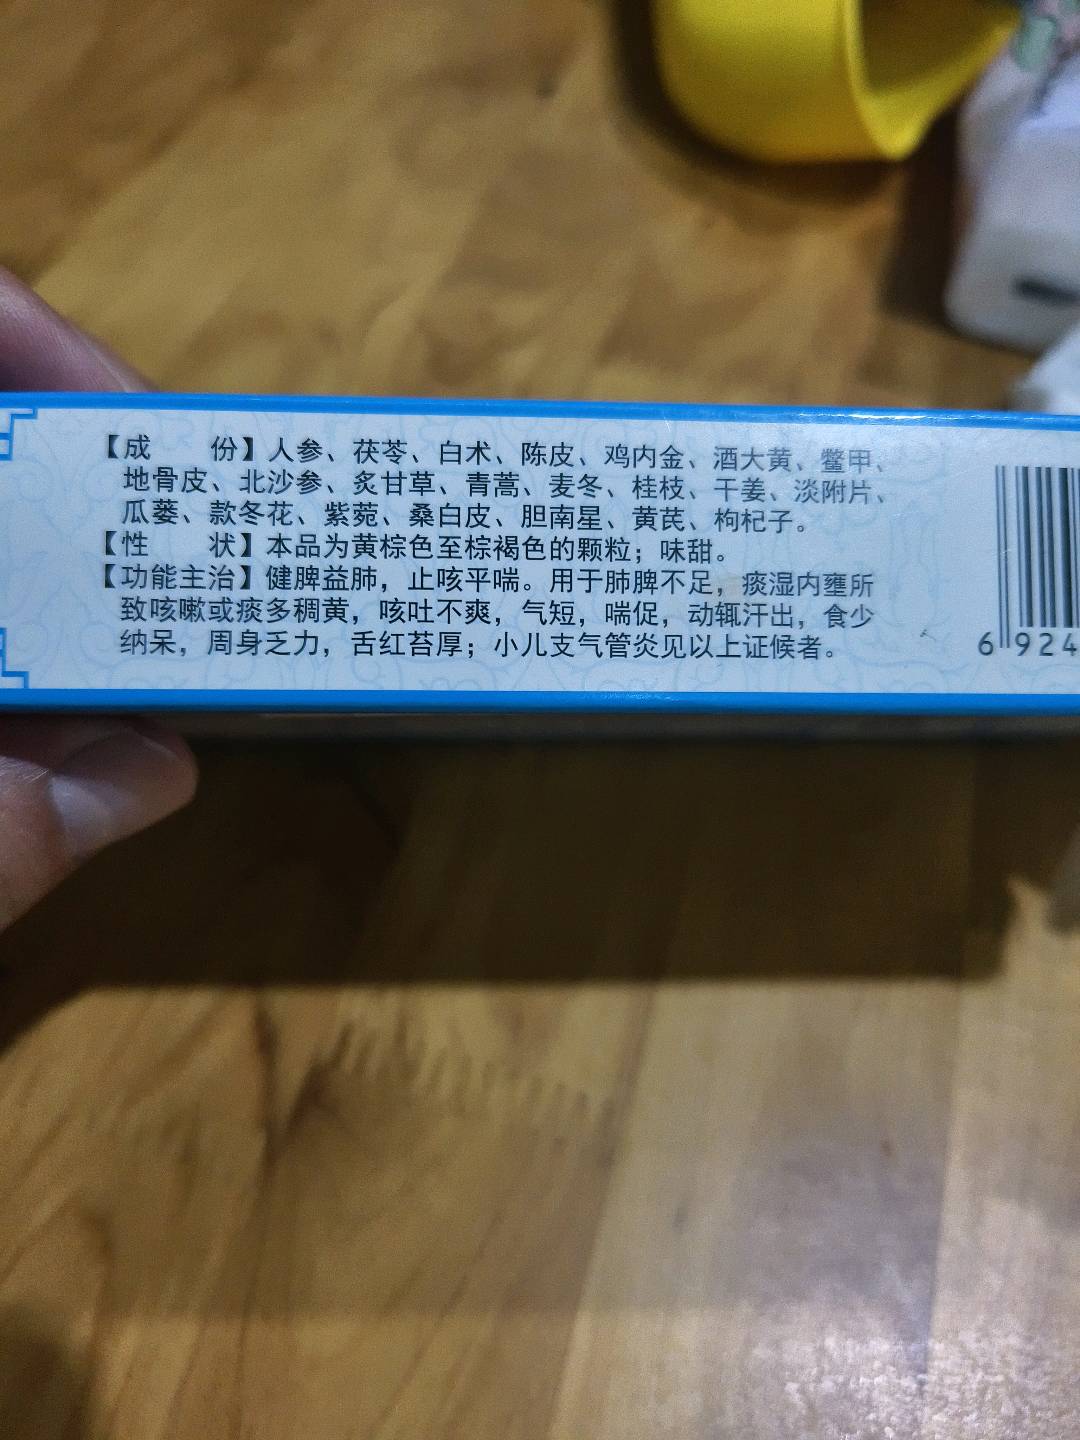 【成　　份】人参、茯苓、白术、陈皮、鸡内金、酒大黄、鳖甲、
地骨皮、北沙参、炙甘草、青蒿、麦冬、桂枝、干姜、淡附片、
瓜蒌、款冬花、紫菀、桑白皮、胆南星、黄芪、枸杞子。
【性　　状】本品为黄棕色至棕褐色的颗粒；味甜。
【功能主治】健脾益肺，止咳平喘。用于肺脾不足，痰湿内壅所
致咳嗽或痰多稠黄，咳吐不爽，气短，喘促，动辄汗出，食少
纳呆，周身乏力，舌红苔厚；小儿支气管炎见以上证候者。
6 924